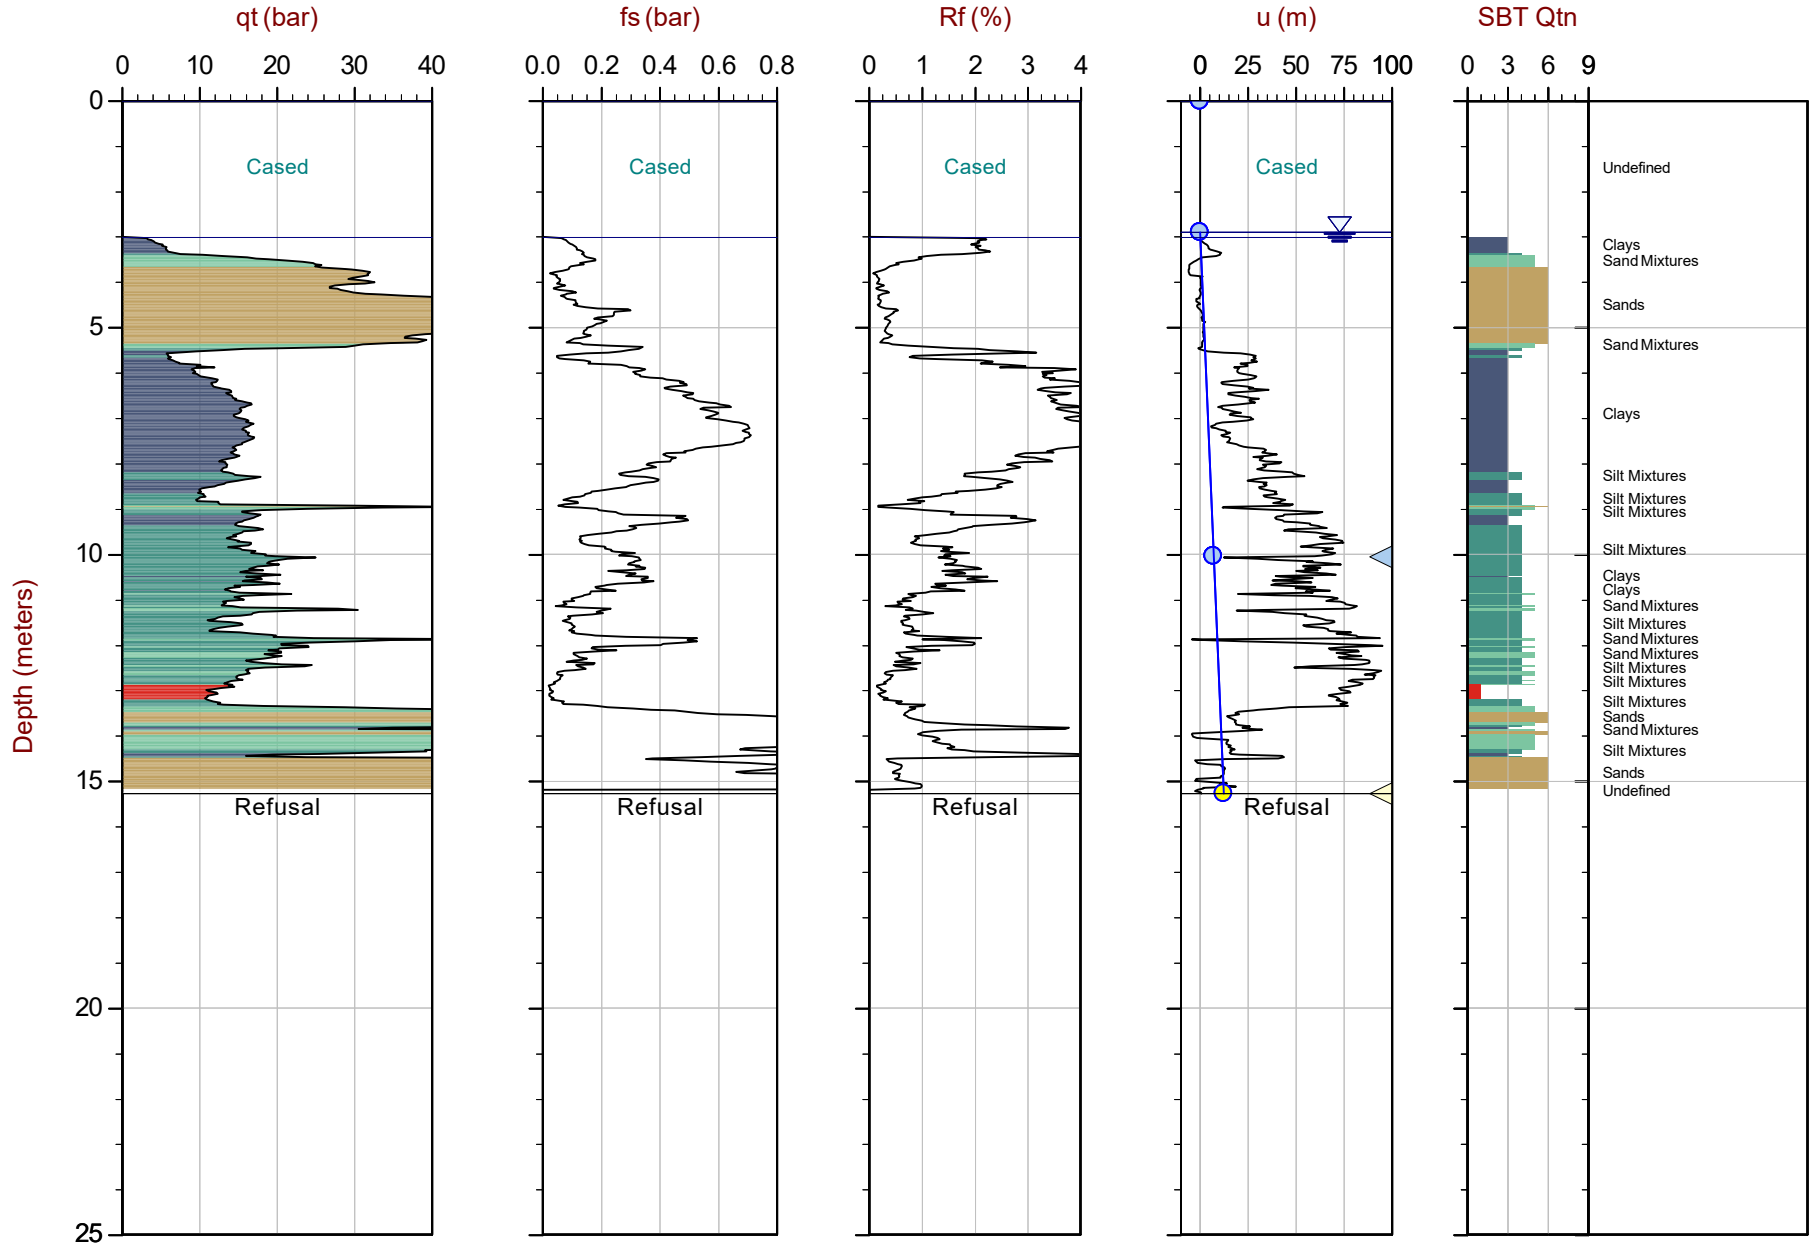 qt (bar) fs (bar) Rf (%) u (m) SBT Qtn
0 10 20 30 40 0.0 0.2 0.4 0.6 0.8 0 1 2 3 4 0 25 50 75 100 0 3 6 9
0
Cased Cased Cased Cased
Undefined
Clays
Sand Mixtures
Sands
5
Sand Mixtures
Clays
Silt Mixtures
Silt Mixtures
Silt Mixtures
10
Silt Mixtures
Clays
Clays
Sand Mixtures
Silt Mixtures
Sand Mixtures
Sand Mixtures
Silt Mixtures
Silt Mixtures
Silt Mixtures
Sands
Sand Mixtures
Silt Mixtures
Sands
15
Undefined
Refusal Refusal Refusal Refusal
20
25
Depth (meters)